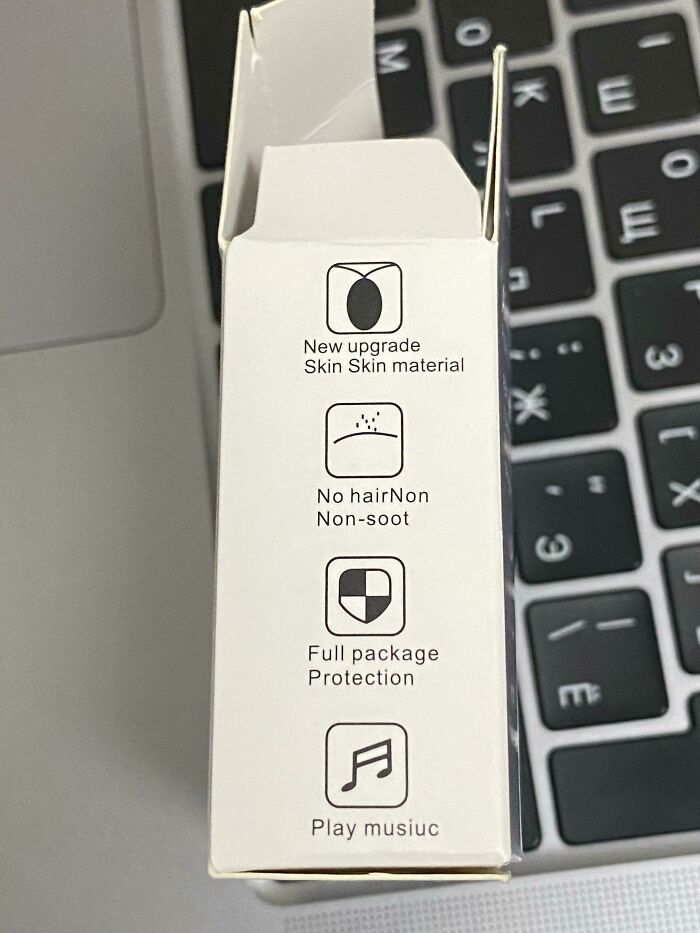 New upgrade
Skin Skin material
No hairNon
Non-soot
Full package
Protection
Play musiuc
M
O
K
I
Ш
L
O
Щ
: ;
Ж
З
" '
Э
Х
| \
Ё